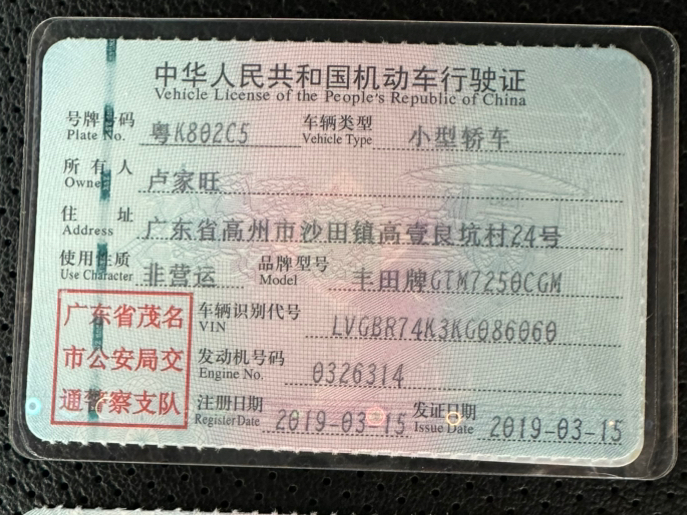 中华人民共和国机动车行驶证
Vehicle License of the People's Republic of China
号牌号码 粤K802C5 车辆类型 小型轿车
Plate No. Vehicle Type
所有人 卢家旺
Owner
住址 广东省高州市沙田镇高壹良坑村24号
Address
使用性质 非营运 品牌型号 丰田牌GTM7250CGM
Use Character Model
广东省茂名
市公安局交
通警察支队
车辆识别代号 LVGBR74K3KG086060
VIN
发动机号码 0326314
Engine No.
注册日期 2019-03-15 发证日期 2019-03-15
Register Date Issue Date